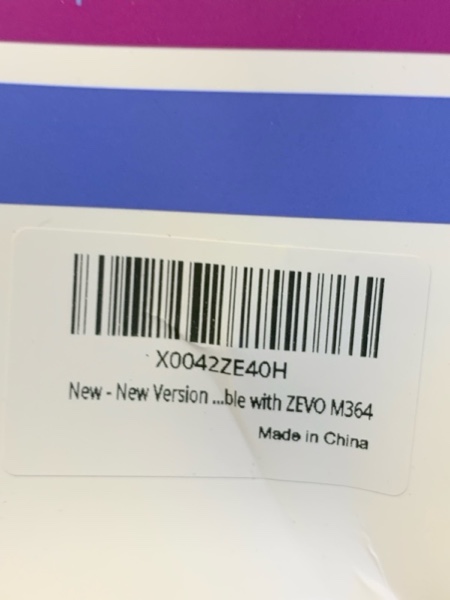 X0042ZE40H
New - New Version ...ble with ZEVO M364
Made in China